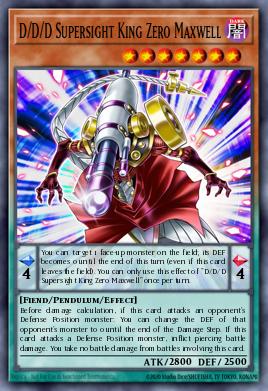 D/D/D Supersight King Zero Maxwell
DARK
闇
You can target 1 face-up monster on the field; its DEF
becomes 0 until the end of this turn (even if this card
leaves the field). You can only use this effect of "D/D/D
Supersight King Zero Maxwell" once per turn.
4
4
[FIEND/PENDULUM/EFFECT]
Before damage calculation, if this card attacks an opponent's
Defense Position monster: You can change the DEF of that
opponent's monster to 0 until the end of the Damage Step. If this card
attacks a Defense Position monster, inflict piercing battle
damage. You take no battle damage from battles involving this card.
ATK/2800 DEF/2500